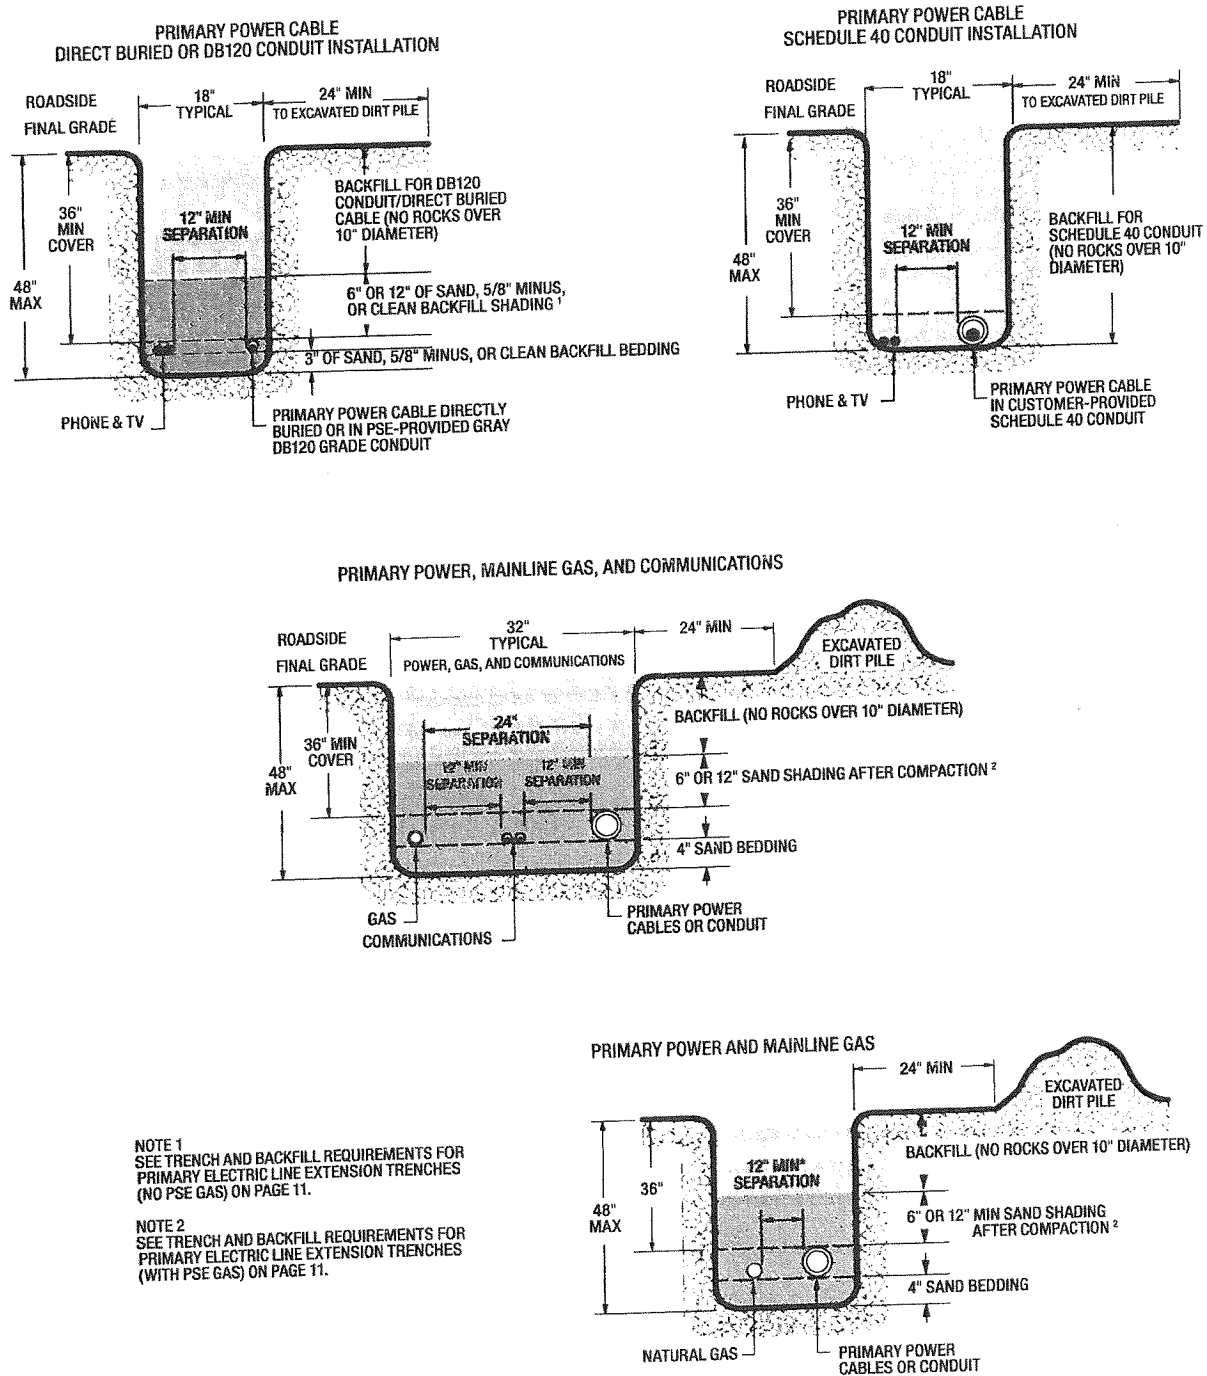 PRIMARY POWER CABLE
DIRECT BURIED OR DB120 CONDUIT INSTALLATION
ROADSIDE
FINAL GRADE
18"
TYPICAL
24" MIN
TO EXCAVATED DIRT PILE
36"
MIN
COVER
48"
MAX
12" MIN
SEPARATION
BACKFILL FOR DB120
CONDUIT/DIRECT BURIED
CABLE (NO ROCKS OVER
10" DIAMETER)
6" OR 12" OF SAND, 5/8" MINUS,
OR CLEAN BACKFILL SHADING 1
3" OF SAND, 5/8" MINUS, OR CLEAN BACKFILL BEDDING
PHONE & TV
PRIMARY POWER CABLE DIRECTLY
BURIED OR IN PSE-PROVIDED GRAY
DB120 GRADE CONDUIT
PRIMARY POWER CABLE
SCHEDULE 40 CONDUIT INSTALLATION
ROADSIDE
FINAL GRADE
18"
TYPICAL
24" MIN
TO EXCAVATED DIRT PILE
36"
MIN
COVER
48"
MAX
12" MIN
SEPARATION
BACKFILL FOR
SCHEDULE 40 CONDUIT
(NO ROCKS OVER 10"
DIAMETER)
PHONE & TV
PRIMARY POWER CABLE
IN CUSTOMER-PROVIDED
SCHEDULE 40 CONDUIT
PRIMARY POWER, MAINLINE GAS, AND COMMUNICATIONS
ROADSIDE
FINAL GRADE
32"
TYPICAL
POWER, GAS, AND COMMUNICATIONS
24" MIN
EXCAVATED
DIRT PILE
36" MIN
COVER
48"
MAX
24"
SEPARATION
12" MIN
SEPARATION
12" MIN
SEPARATION
BACKFILL (NO ROCKS OVER 10" DIAMETER)
6" OR 12" SAND SHADING AFTER COMPACTION 2
4" SAND BEDDING
GAS
COMMUNICATIONS
PRIMARY POWER
CABLES OR CONDUIT
PRIMARY POWER AND MAINLINE GAS
24" MIN
EXCAVATED
DIRT PILE
36"
48"
MAX
12" MIN*
SEPARATION
BACKFILL (NO ROCKS OVER 10" DIAMETER)
6" OR 12" MIN SAND SHADING
AFTER COMPACTION 2
4" SAND BEDDING
NATURAL GAS
PRIMARY POWER
CABLES OR CONDUIT
NOTE 1
SEE TRENCH AND BACKFILL REQUIREMENTS FOR
PRIMARY ELECTRIC LINE EXTENSION TRENCHES
(NO PSE GAS) ON PAGE 11.
NOTE 2
SEE TRENCH AND BACKFILL REQUIREMENTS FOR
PRIMARY ELECTRIC LINE EXTENSION TRENCHES
(WITH PSE GAS) ON PAGE 11.